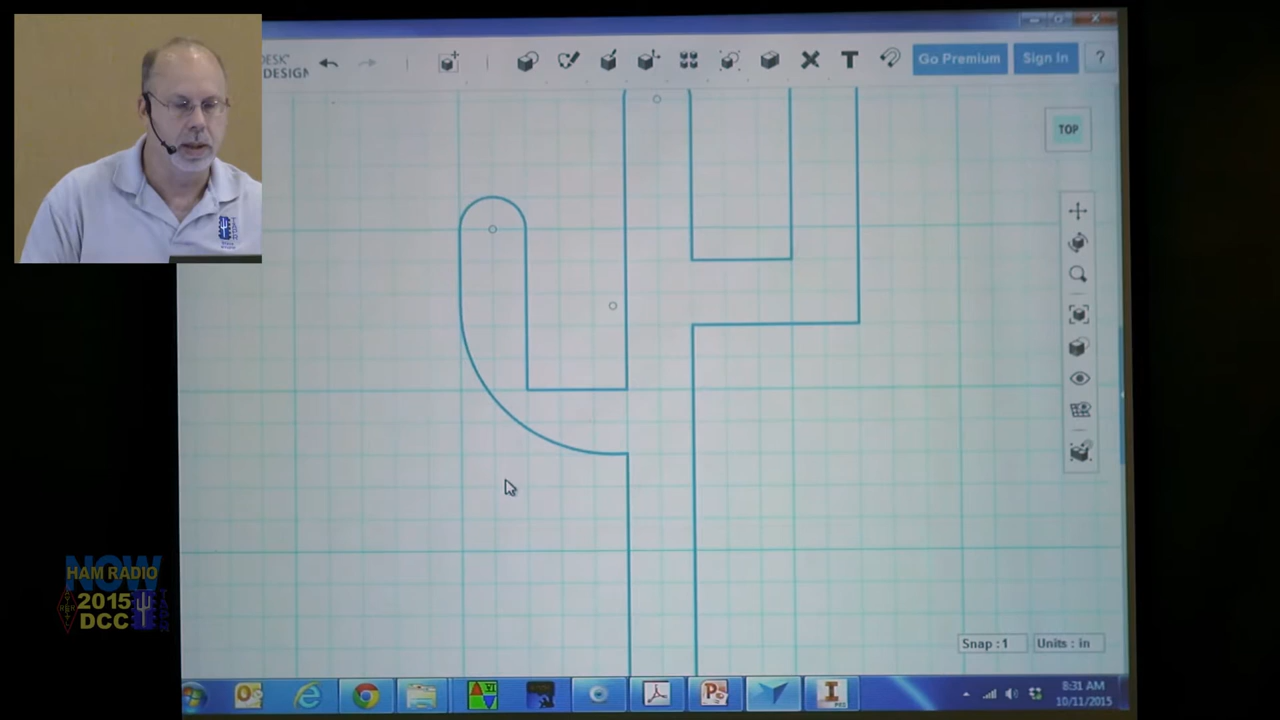 DESIGN
Go Premium
Sign In
?
TOP
Snap : 1
Units : in
NOW
HAM RADIO
2015
DCC
TAPR
8:31 AM
10/11/2015